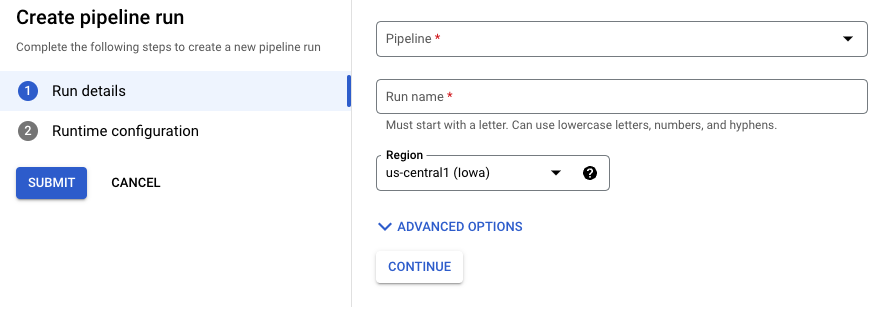 Create pipeline run
Complete the following steps to create a new pipeline run
1 Run details
2 Runtime configuration
SUBMIT CANCEL
Pipeline *
Run name *
Must start with a letter. Can use lowercase letters, numbers, and hyphens.
Region
us-central1 (Iowa) ?
ADVANCED OPTIONS
CONTINUE